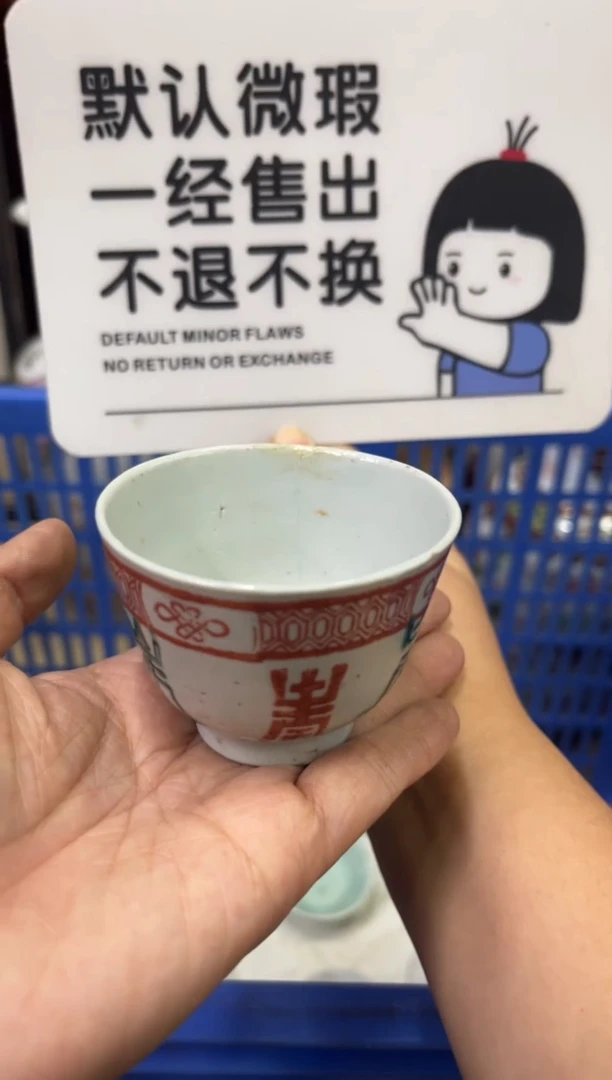 默认微瑕
一经售出
不退不换
DEFAULT MINOR FLAWS
NO RETURN OR EXCHANGE